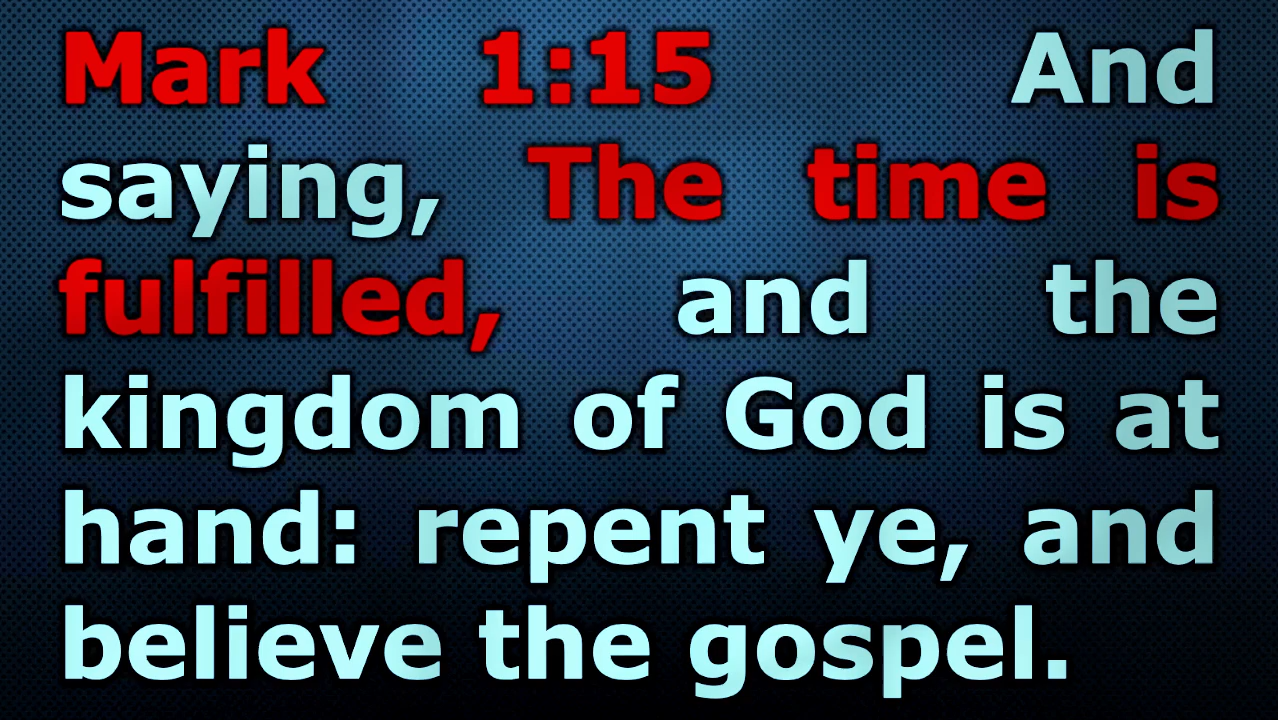 Mark 1:15 And
saying, The time is
fulfilled, and the
kingdom of God is at
hand: repent ye, and
believe the gospel.